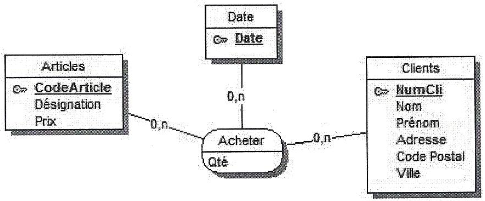 Date
Date
Articles
CodeArticle
Désignation
Prix
Clients
NumCli
Nom
Prénom
Adresse
Code Postal
Ville
0,n
0,n
0,n
Acheter
Qté